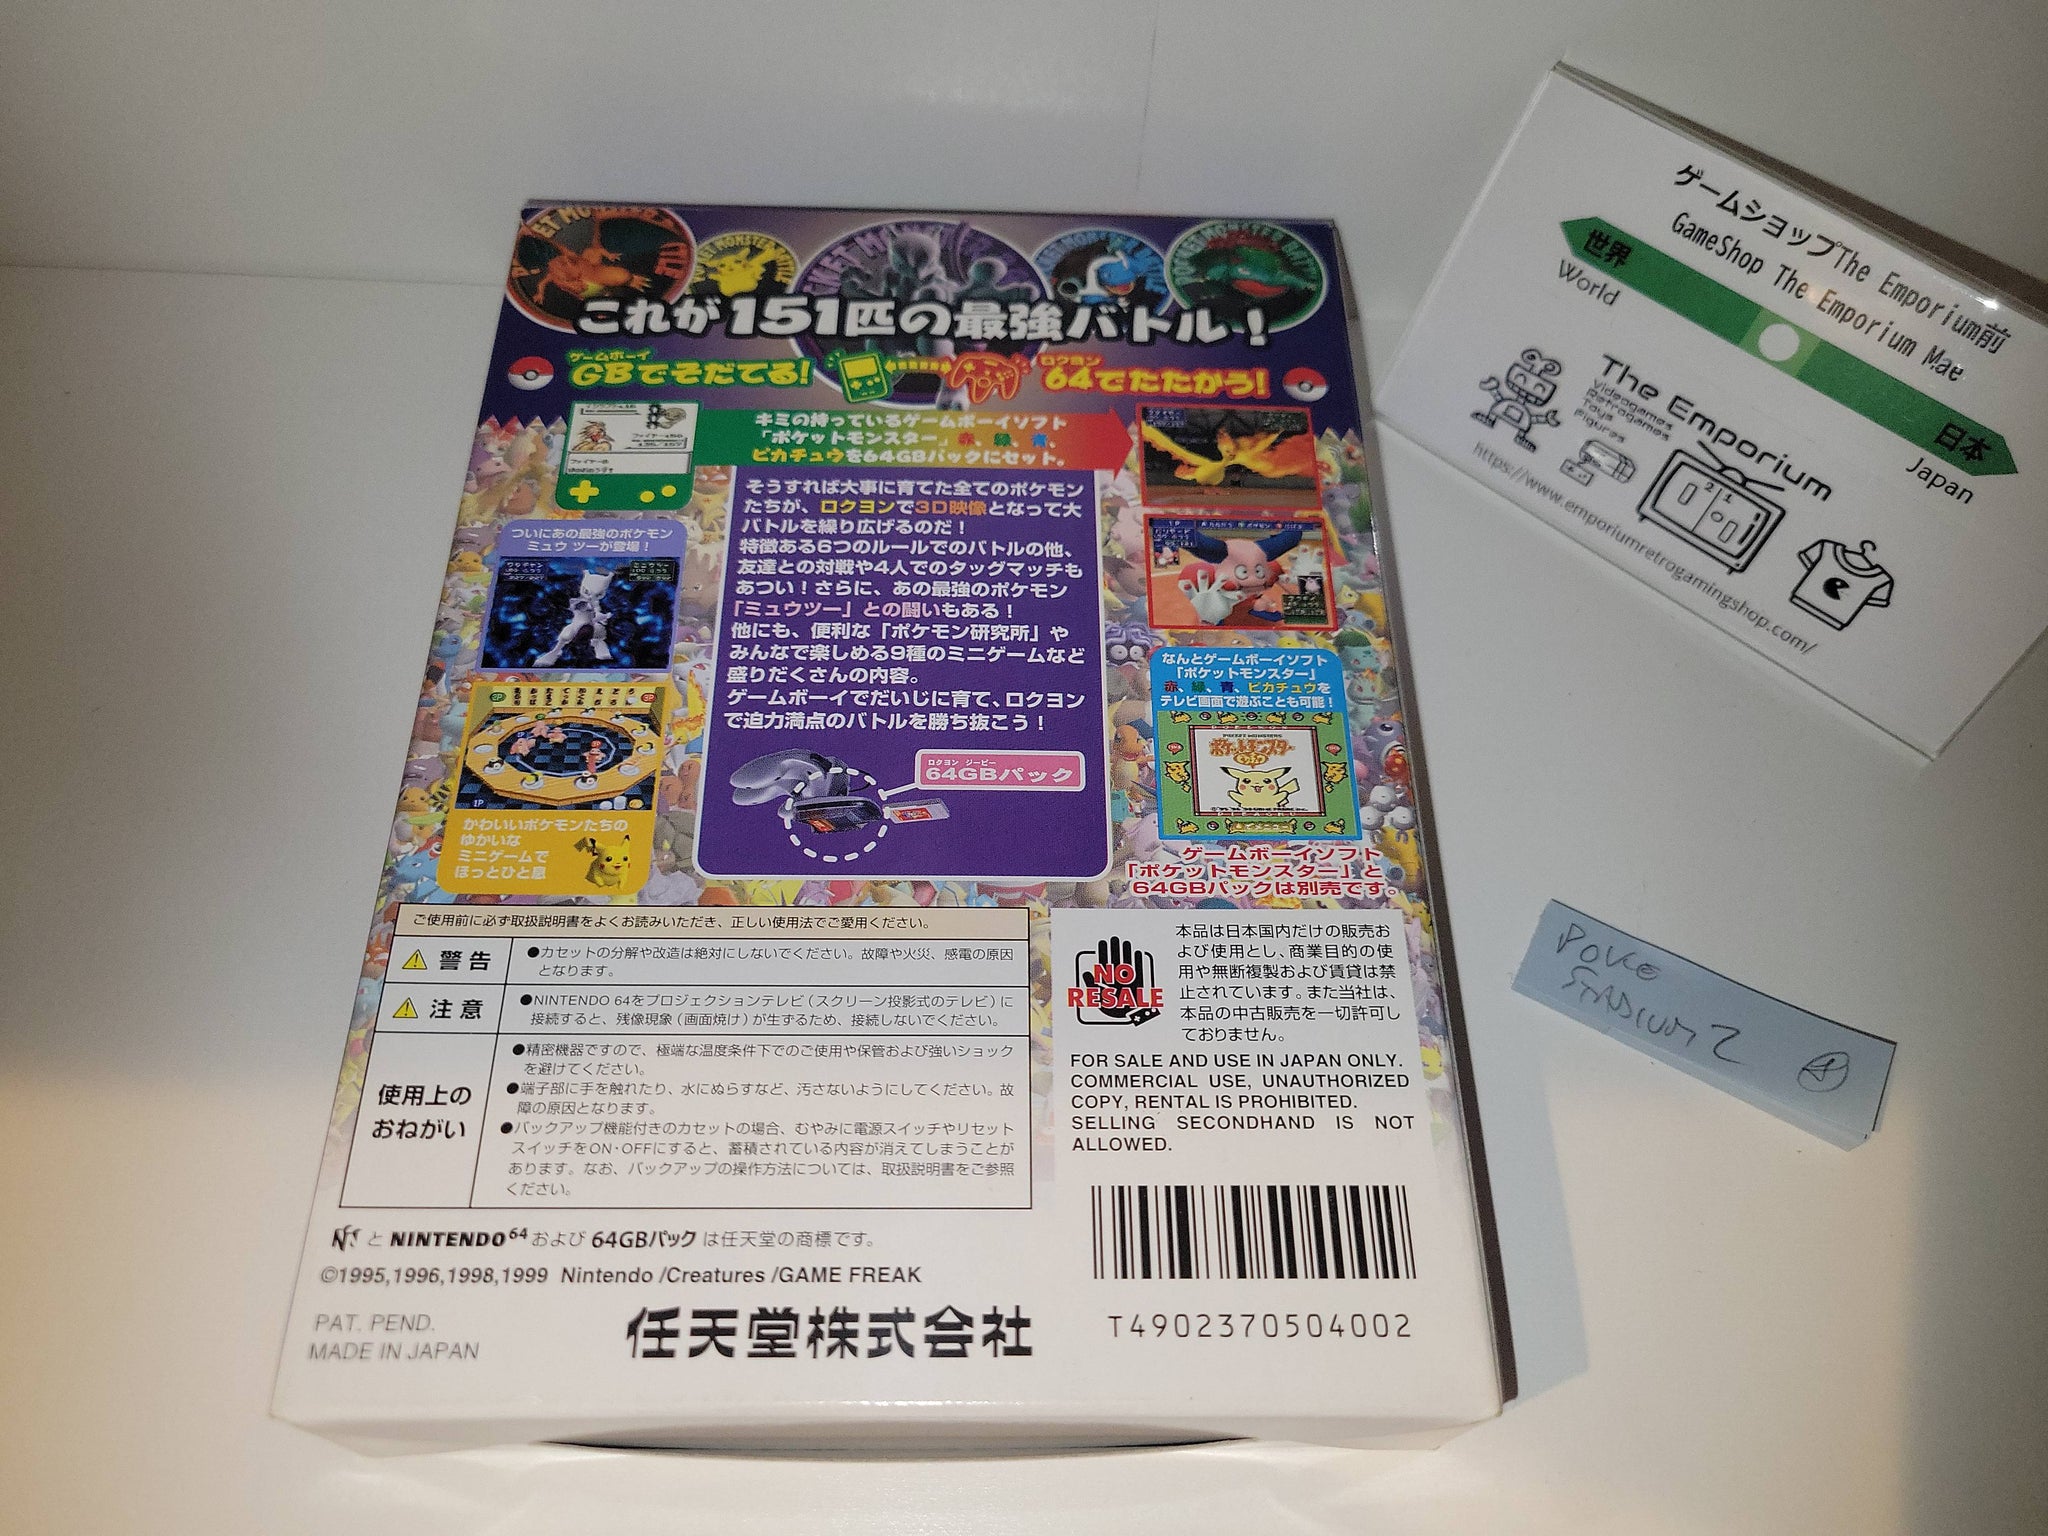 これが151匹の最強バトル！
ゲームボーイ
GBでそだてる！
ロクヨン
64でたたかう！
キミの持っているゲームボーイソフト
「ポケットモンスター」赤、緑、青、
ピカチュウを64GBパックにセット。
そうすれば大事に育てた全てのポケモン
たちが、ロクヨンで3D映像となって大
バトルを繰り広げるのだ！
特徴ある6つのルールでのバトルの他、
友達との対戦や4人でのタッグマッチも
あつい！さらに、あの最強のポケモン
「ミュウツー」との闘いもある！
他にも、便利な「ポケモン研究所」や
みんなで楽しめる9種のミニゲームなど
盛りだくさんの内容。
ゲームボーイでだいじに育て、ロクヨン
で迫力満点のバトルを勝ち抜こう！
ロクヨン ジービー
64GBパック
ついにあの最強のポケモン
ミュウ ツーが登場！
かわいいポケモンたちの
ゆかいな
ミニゲームで
ほっとひと息
なんとゲームボーイソフト
「ポケットモンスター」
赤、緑、青、ピカチュウを
テレビ画面で遊ぶことも可能！
ポケットモンスター
ゲームボーイソフト
「ポケットモンスター」と
64GBパックは別売です。
ご使用前に必ず取扱説明書をよくお読みいただき、正しい使用法でご愛用ください。
警告
●カセットの分解や改造は絶対にしないでください。故障や火災、感電の原因
となります。
注意
●NINTENDO 64をプロジェクションテレビ（スクリーン投影式のテレビ）に
接続すると、残像現象（画面焼け）が生ずるため、接続しないでください。
使用上の
おねがい
●精密機器ですので、極端な温度条件下でのご使用や保管および強いショック
を避けてください。
●端子部に手を触れたり、水にぬらすなど、汚さないようにしてください。故
障の原因となります。
●バックアップ機能付きのカセットの場合、むやみに電源スイッチやリセット
スイッチをON・OFFにすると、蓄積されている内容が消えてしまうことが
あります。なお、バックアップの操作方法については、取扱説明書をご参照
ください。
NO
RESALE
本品は日本国内だけの販売お
よび使用とし、商業目的の使
用や無断複製および賃貸は禁
止されています。また当社は、
本品の中古販売を一切許可し
ておりません。
FOR SALE AND USE IN JAPAN ONLY.
COMMERCIAL USE, UNAUTHORIZED
COPY, RENTAL IS PROHIBITED.
SELLING SECONDHAND IS NOT
ALLOWED.
と NINTENDO64 および 64GBパック は任天堂の商標です。
©1995,1996,1998,1999 Nintendo /Creatures /GAME FREAK
PAT. PEND.
MADE IN JAPAN
任天堂株式会社
T4902370504002
ゲームショップThe Emporium前
GameShop The Emporium Mae
世界
World
日本
Japan
The Emporium
Videogames
Retrogames
Toys
Figures
https://www.emporiumretrogamingshop.com/
STADIUM 2